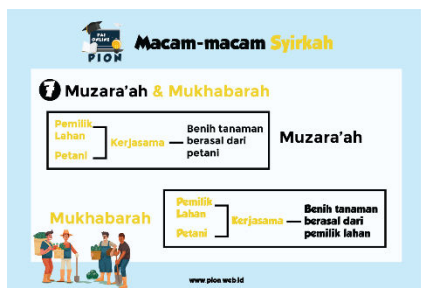 PAI
ONLINE
PION
Macam-macam Syirkah
1 Muzara'ah & Mukhabarah
Pemilik
Lahan
Petani
Kerjasama
Benih tanaman
berasal dari
petani
Muzara'ah
Mukhabarah
Pemilik
Lahan
Petani
Kerjasama
Benih tanaman
berasal dari
pemilik lahan
www.pion.web.id